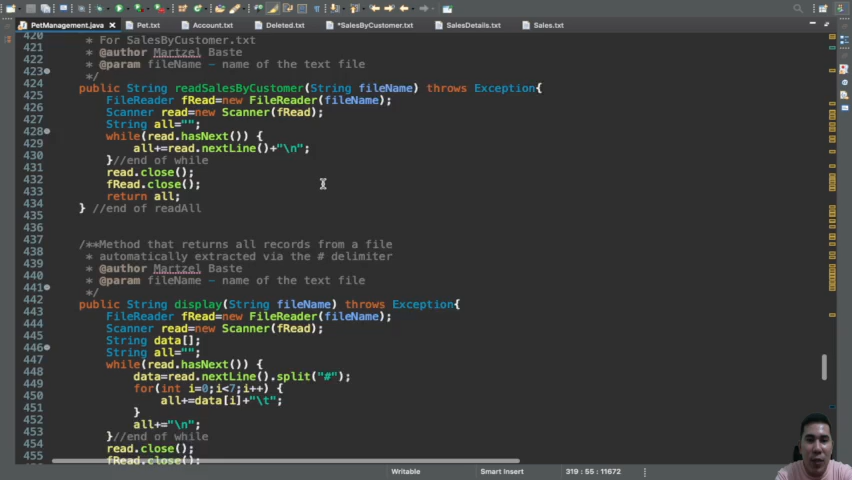 PetManagement.java
Pet.txt
Account.txt
Deleted.txt
*SalesByCustomer.txt
SalesDetails.txt
Sales.txt
420 * For SalesByCustomer.txt
421 * @author Martzel Baste
422 * @param fileName - name of the text file
423 */
424 public String readSalesByCustomer(String fileName) throws Exception{
425 FileReader fRead=new FileReader(fileName);
426 Scanner read=new Scanner(fRead);
427 String all="";
428 while(read.hasNext()) {
429 all+=read.nextLine()+"\n";
430 }//end of while
431 read.close();
432 fRead.close();
433 return all;
434 } //end of readAll
435
436
437 /**Method that returns all records from a file
438 * automatically extracted via the # delimiter
439 * @author Martzel Baste
440 * @param fileName - name of the text file
441 */
442 public String display(String fileName) throws Exception{
443 FileReader fRead=new FileReader(fileName);
444 Scanner read=new Scanner(fRead);
445 String data[];
446 String all="";
447 while(read.hasNext()) {
448 data=read.nextLine().split("#");
449 for(int i=0;i<7;i++) {
450 all+=data[i]+"\t";
451 }
452 all+="\n";
453 }//end of while
454 read.close();
455 fRead.close();
Writable
Smart Insert
319 : 55 : 11672